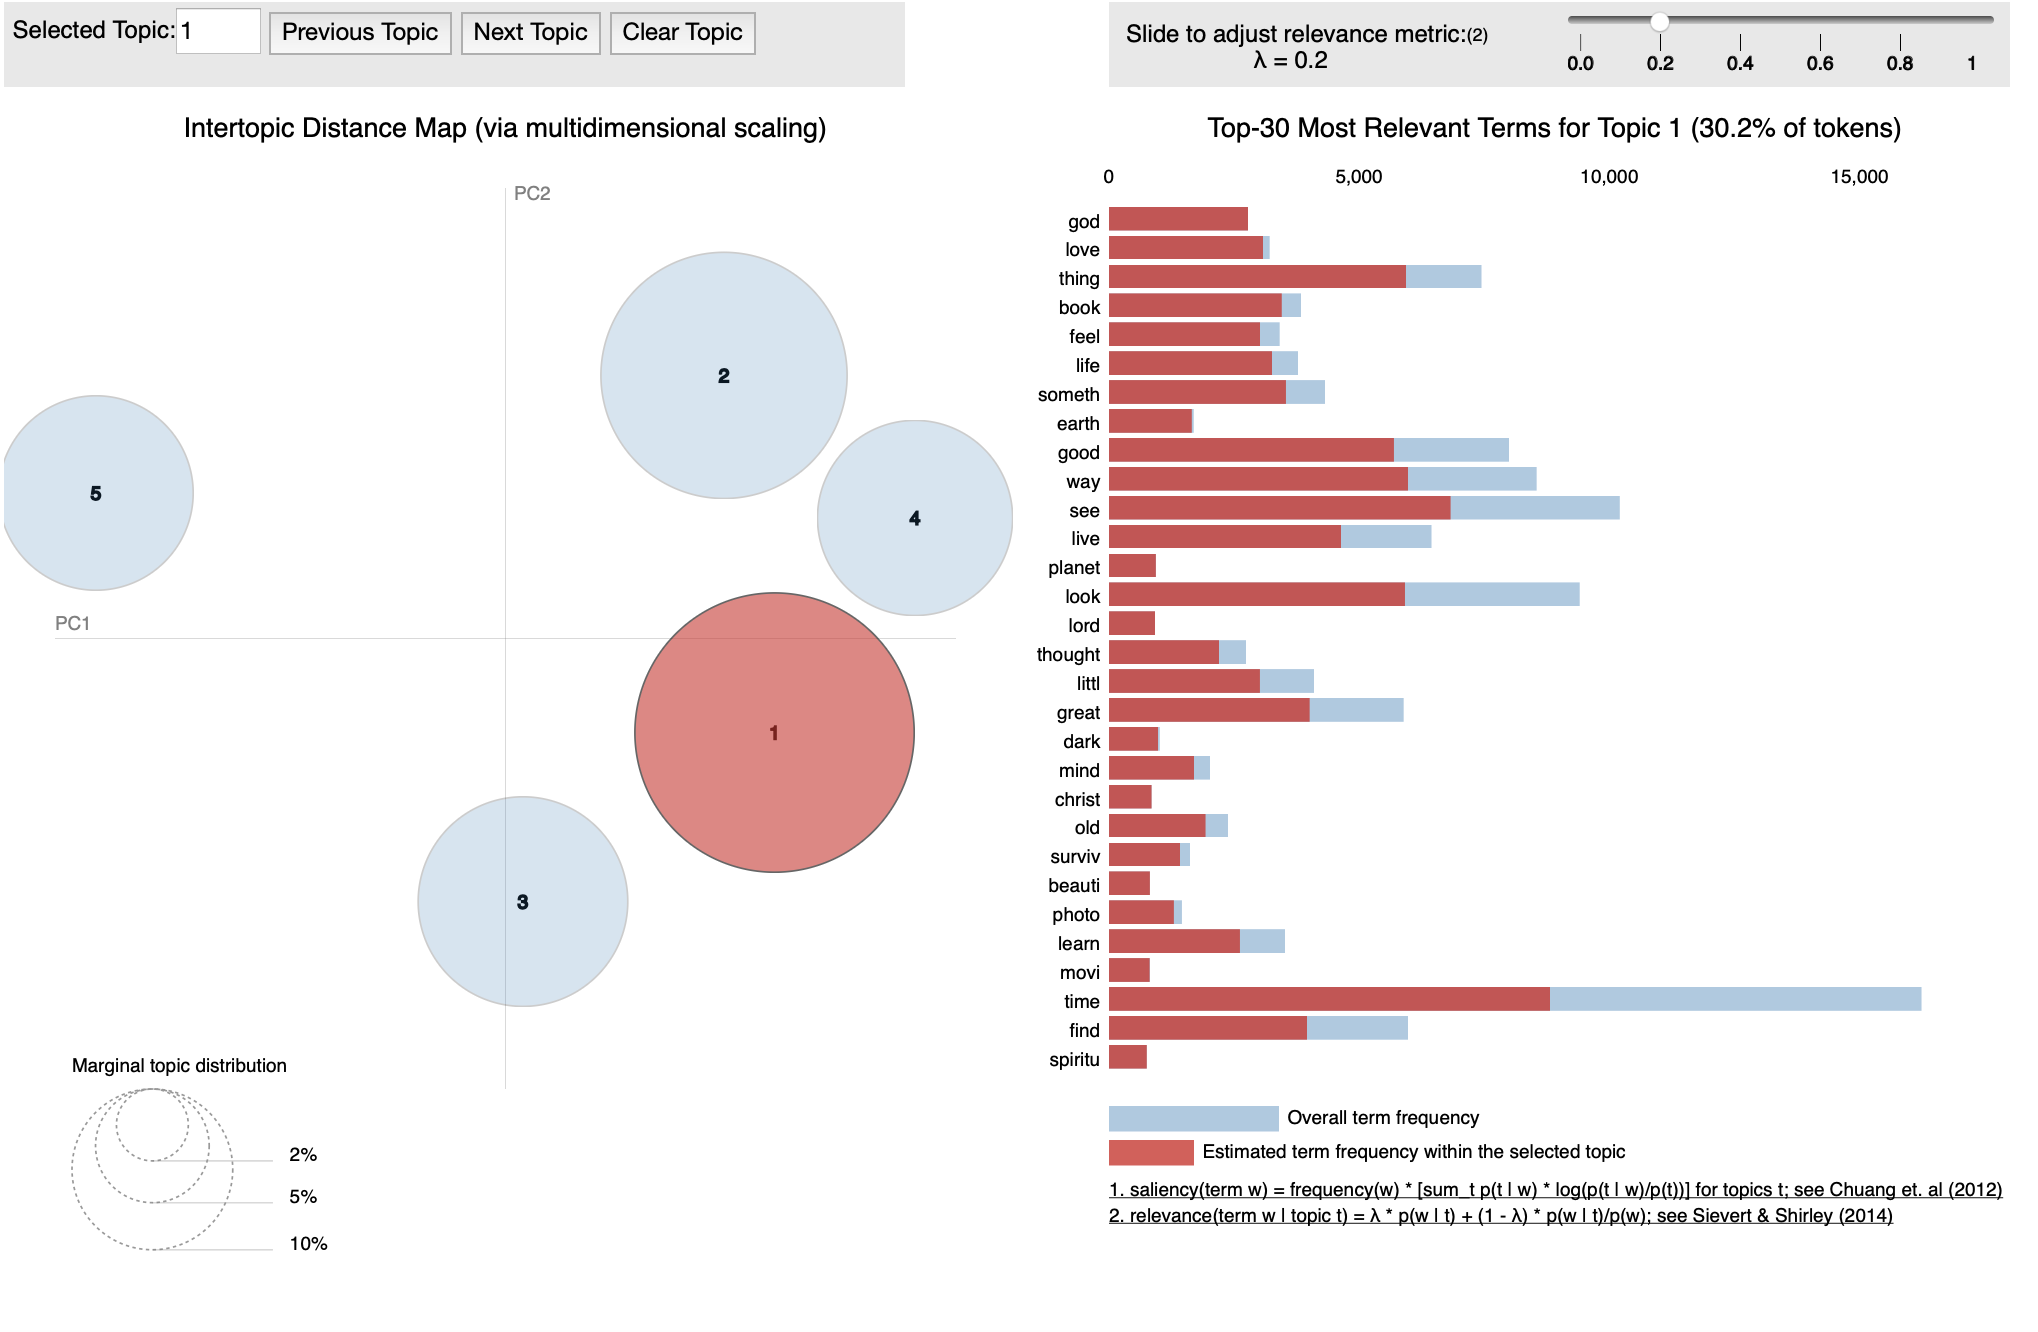 Selected Topic: 1 Previous Topic Next Topic Clear Topic
Slide to adjust relevance metric:(2)
λ = 0.2
0.0 0.2 0.4 0.6 0.8 1
Intertopic Distance Map (via multidimensional scaling)
PC2
2
5
4
PC1
1
3
Marginal topic distribution
2%
5%
10%
Top-30 Most Relevant Terms for Topic 1 (30.2% of tokens)
0 5,000 10,000 15,000
god
love
thing
book
feel
life
someth
earth
good
way
see
live
planet
look
lord
thought
littl
great
dark
mind
christ
old
surviv
beauti
photo
learn
movi
time
find
spiritu
Overall term frequency
Estimated term frequency within the selected topic
1. saliency(term w) = frequency(w) * [sum_t p(t | w) * log(p(t | w)/p(t))] for topics t; see Chuang et. al (2012)
2. relevance(term w | topic t) = λ * p(w | t) + (1 - λ) * p(w | t)/p(w); see Sievert & Shirley (2014)